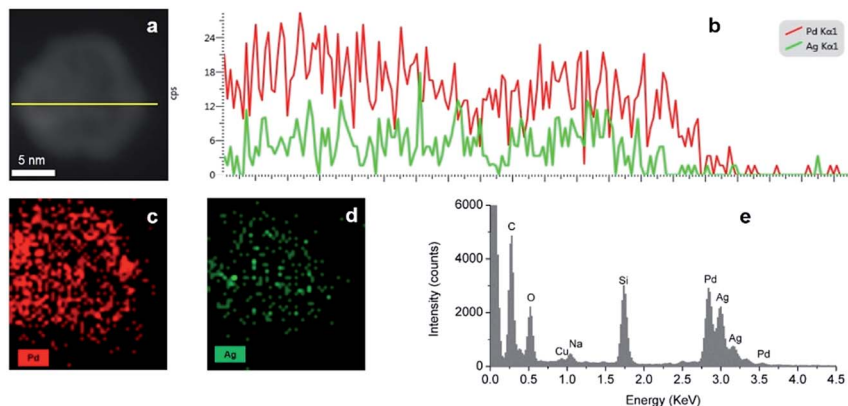 a
5 nm
b
Pd Kα1
Ag Kα1
cps
24
18
12
6
0
c
Pd
d
Ag
e
6000
4000
2000
0
Intensity (counts)
C
O
Cu
Na
Si
Pd
Ag
Ag
Pd
0.0 0.5 1.0 1.5 2.0 2.5 3.0 3.5 4.0 4.5
Energy (KeV)